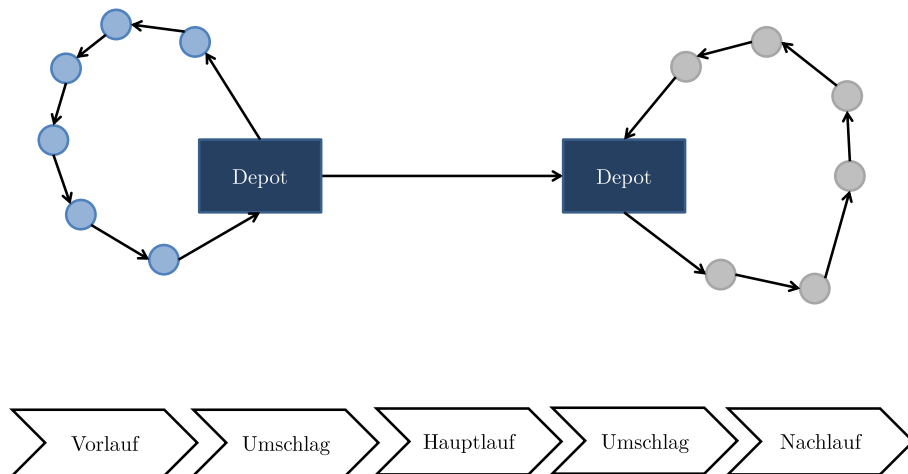 Depot
Depot
Vorlauf
Umschlag
Hauptlauf
Umschlag
Nachlauf